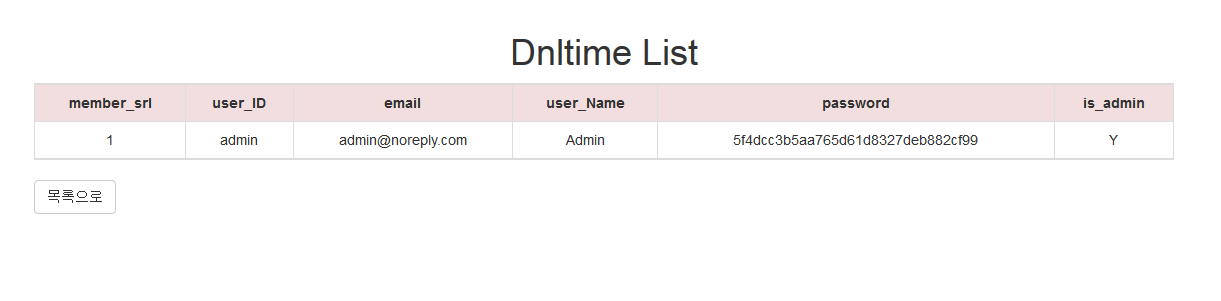 Dnltime List
member_srl user_ID email user_Name password is_admin
1 admin admin@noreply.com Admin 5f4dcc3b5aa765d61d8327deb882cf99 Y
목록으로